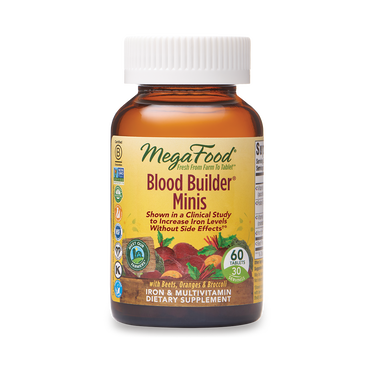 MegaFood®
Fresh From Farm To Tablet™
Blood Builder®
Minis
Shown in a Clinical Study
to Increase Iron Levels
Without Side Effects
60
TABLETS
30
with Beets, Oranges & Broccoli
IRON & MULTIVITAMIN
DIETARY SUPPLEMENT